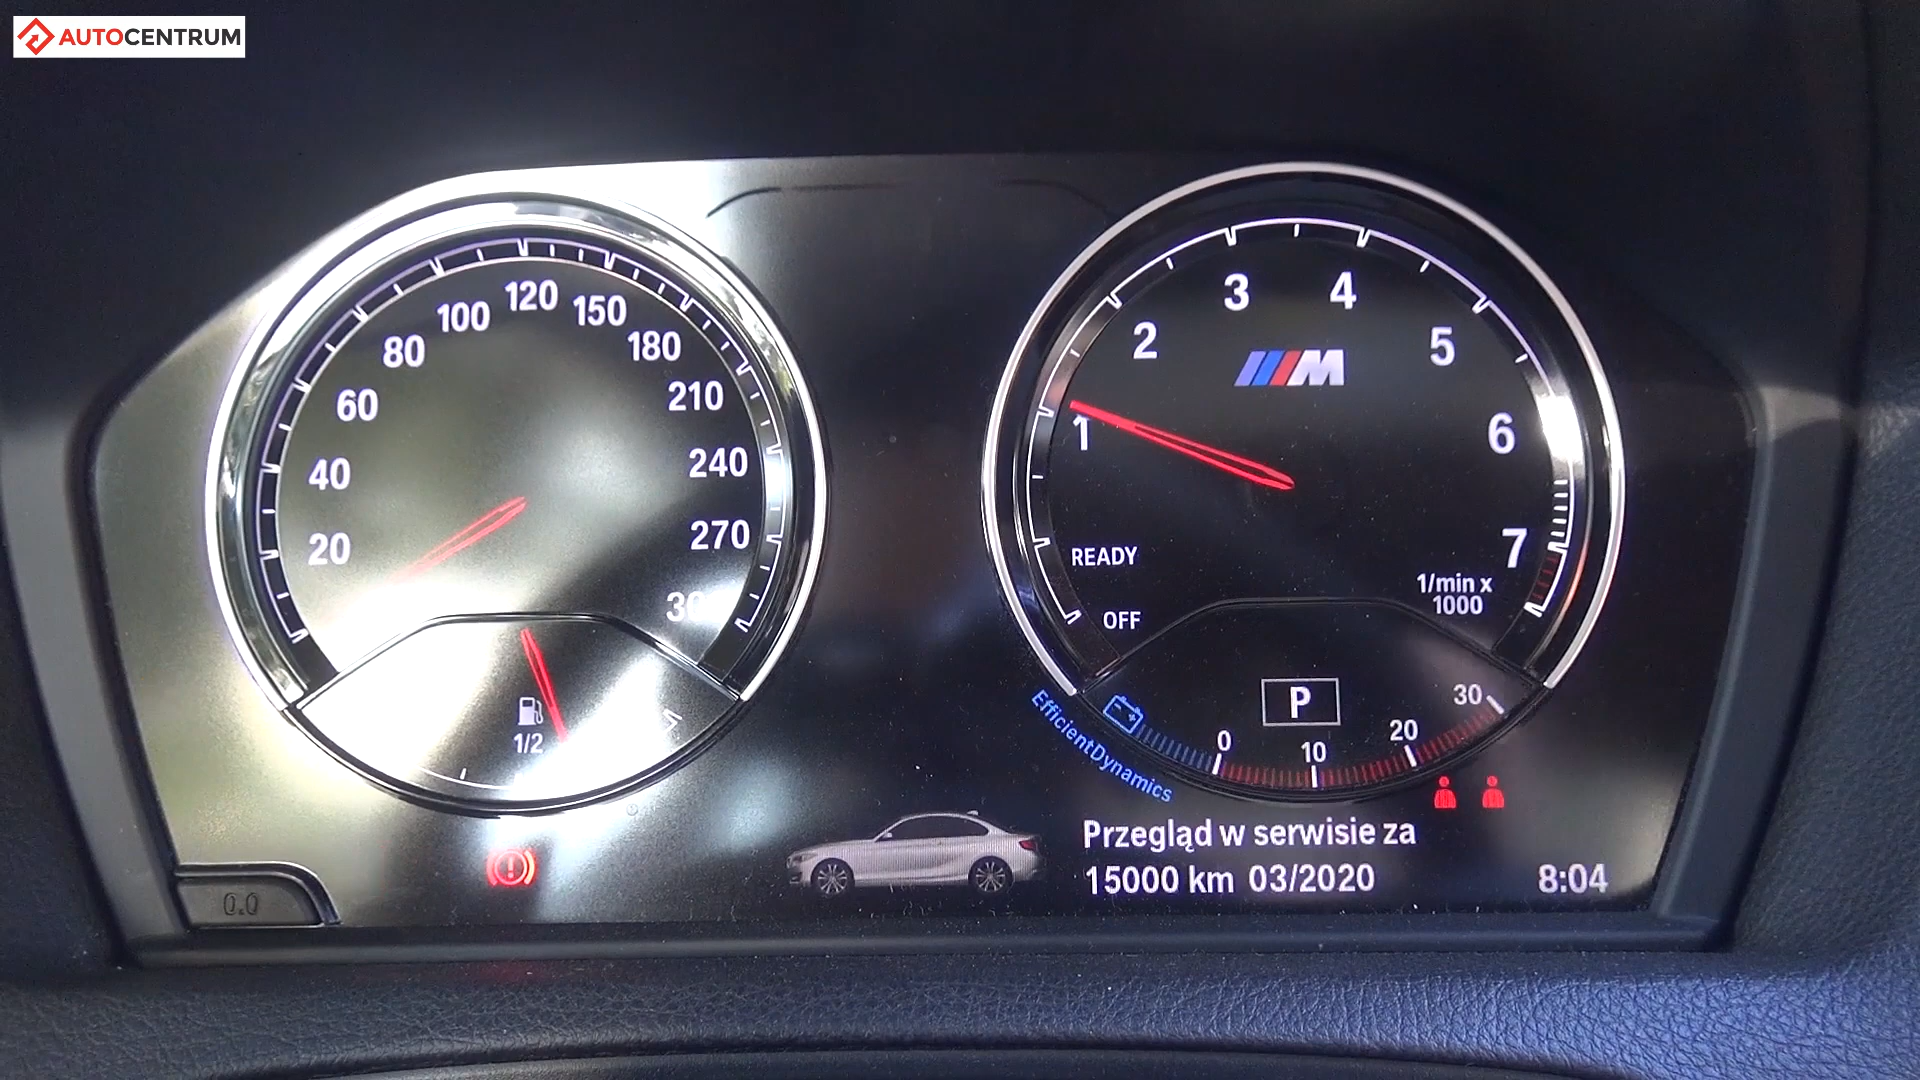 AUTOCENTRUM
20
40
60
80
100
120
150
180
210
240
270
1/2
0.0
M
1
2
3
4
5
6
7
READY
OFF
1/min x
1000
P
0
10
20
30
EfficientDynamics
Przegląd w serwisie za
15000 km 03/2020
8:04